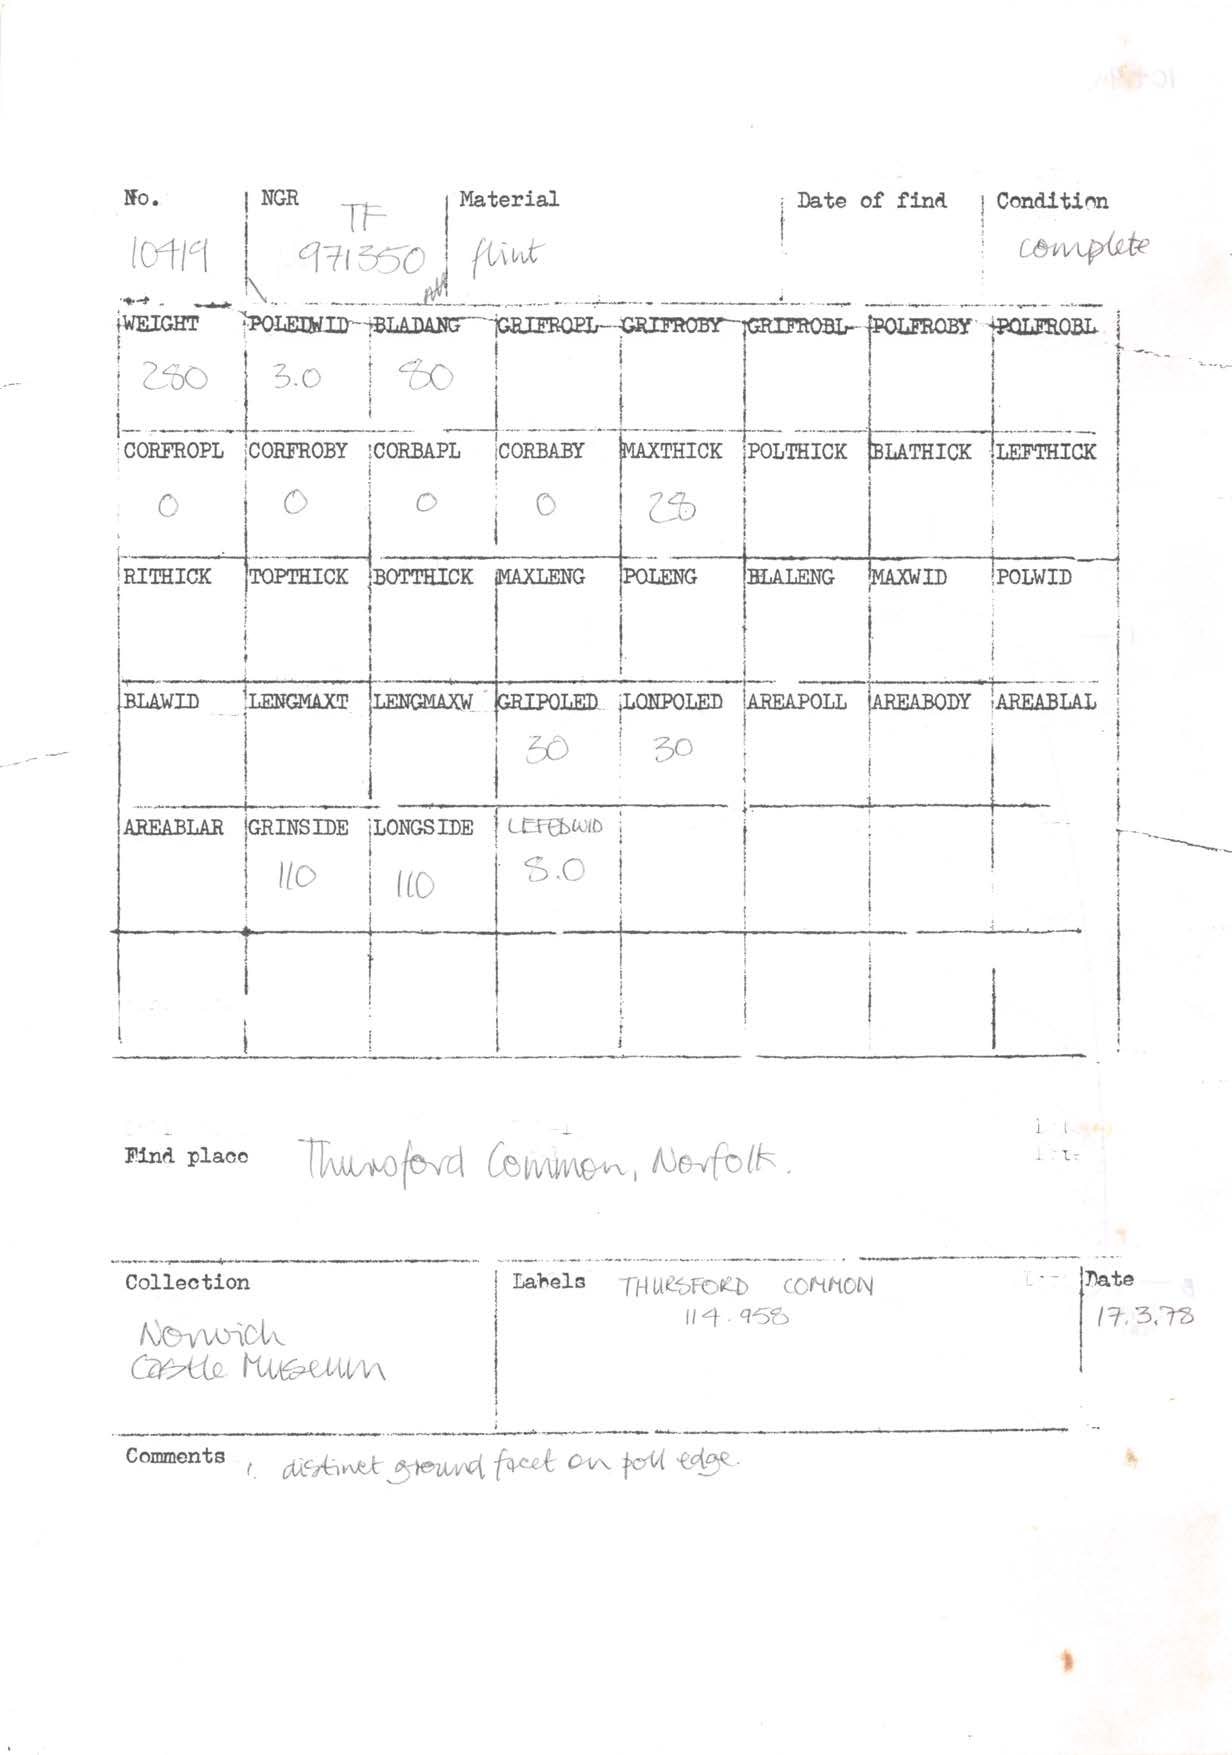 No. NGR TF Material Date of find Condition
10419 971350 flint complete
WEIGHT POLEDWID BLADANG GRIFROPL GRIFROBY GRIFROBL POLFROBY POLFROBL
280 3.0 80
CORFROPL CORFROBY CORBAPL CORBABY MAXTHICK POLTHICK BLATHICK LEFTHICK
0 0 0 0 28
RITHICK TOPTHICK BOTTHICK MAXLENG POLENG BLALENG MAXWID POLWID
BLAWID LENGMAXT LENGMAXW GRIPOLED LONPOLED AREAPOLL AREABODY AREABLAL
30 30
AREABLAR GRINSIDE LONGSIDE LEFEDWID
110 110 8.0
Find place Thursford Common, Norfolk.
Collection Labels THURSFORD COMMON Date
114.958 17.3.78
Norwich
Castle Museum
Comments 1. distinct ground facet on poll edge.